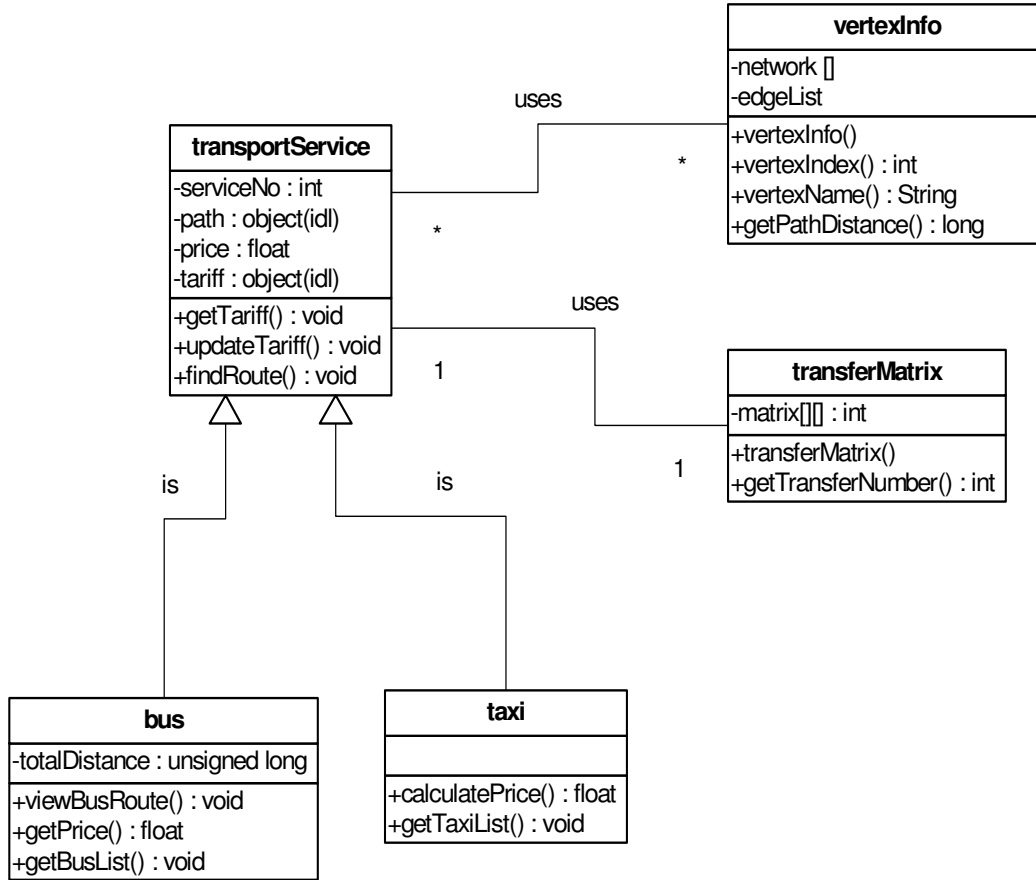 vertexInfo
-network []
-edgeList
+vertexInfo()
+vertexIndex() : int
+vertexName() : String
+getPathDistance() : long
uses
*
transportService
-serviceNo : int
-path : object(idl)
-price : float
-tariff : object(idl)
+getTariff() : void
+updateTariff() : void
+findRoute() : void
*
uses
1
transferMatrix
-matrix[][] : int
+transferMatrix()
+getTransferNumber() : int
1
is
is
bus
-totalDistance : unsigned long
+viewBusRoute() : void
+getPrice() : float
+getBusList() : void
taxi
+calculatePrice() : float
+getTaxiList() : void